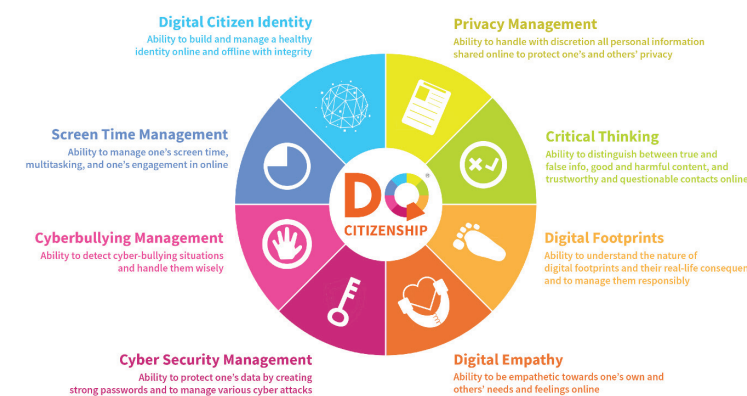 Digital Citizen Identity
Ability to build and manage a healthy
identity online and offline with integrity
Privacy Management
Ability to handle with discretion all personal information
shared online to protect one's and others' privacy
Screen Time Management
Ability to manage one's screen time,
multitasking, and one's engagement in online
Critical Thinking
Ability to distinguish between true and
false info, good and harmful content, and
trustworthy and questionable contacts online
DQ
®
CITIZENSHIP
Cyberbullying Management
Ability to detect cyber-bullying situations
and handle them wisely
Digital Footprints
Ability to understand the nature of
digital footprints and their real-life consequen
and to manage them responsibly
Cyber Security Management
Ability to protect one's data by creating
strong passwords and to manage various cyber attacks
Digital Empathy
Ability to be empathetic towards one's own and
others' needs and feelings online